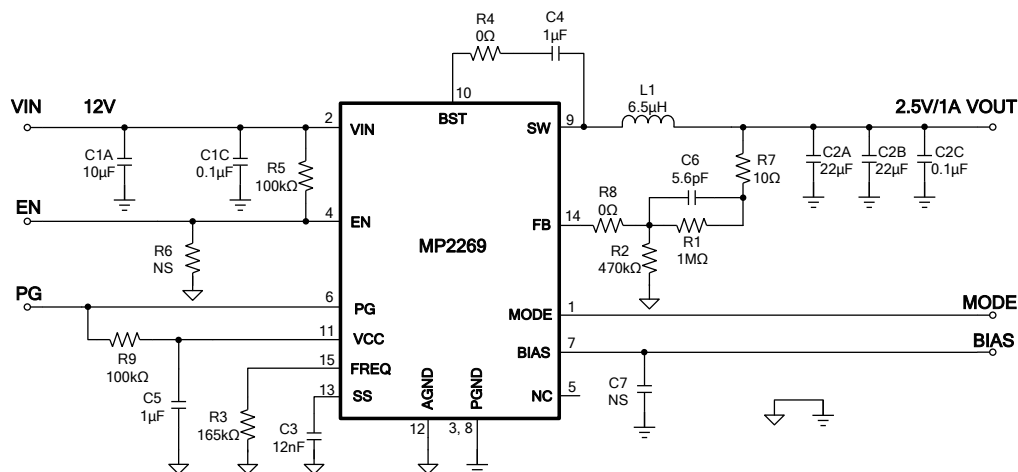 R4
0Ω
C4
1µF
VIN 12V
10
BST
2
VIN
SW
9
L1
6.5µH
2.5V/1A VOUT
C1A
10µF
C1C
0.1µF
R5
100kΩ
C6
5.6pF
R7
10Ω
C2A
22µF
C2B
22µF
C2C
0.1µF
EN
4
EN
R6
NS
MP2269
FB
14
R8
0Ω
R2
470kΩ
R1
1MΩ
PG
6
PG
MODE
1
MODE
R9
100kΩ
11
VCC
BIAS
7
BIAS
15
FREQ
C5
1µF
R3
165kΩ
13
SS
C3
12nF
AGND
PGND
NC
5
C7
NS
12
3, 8